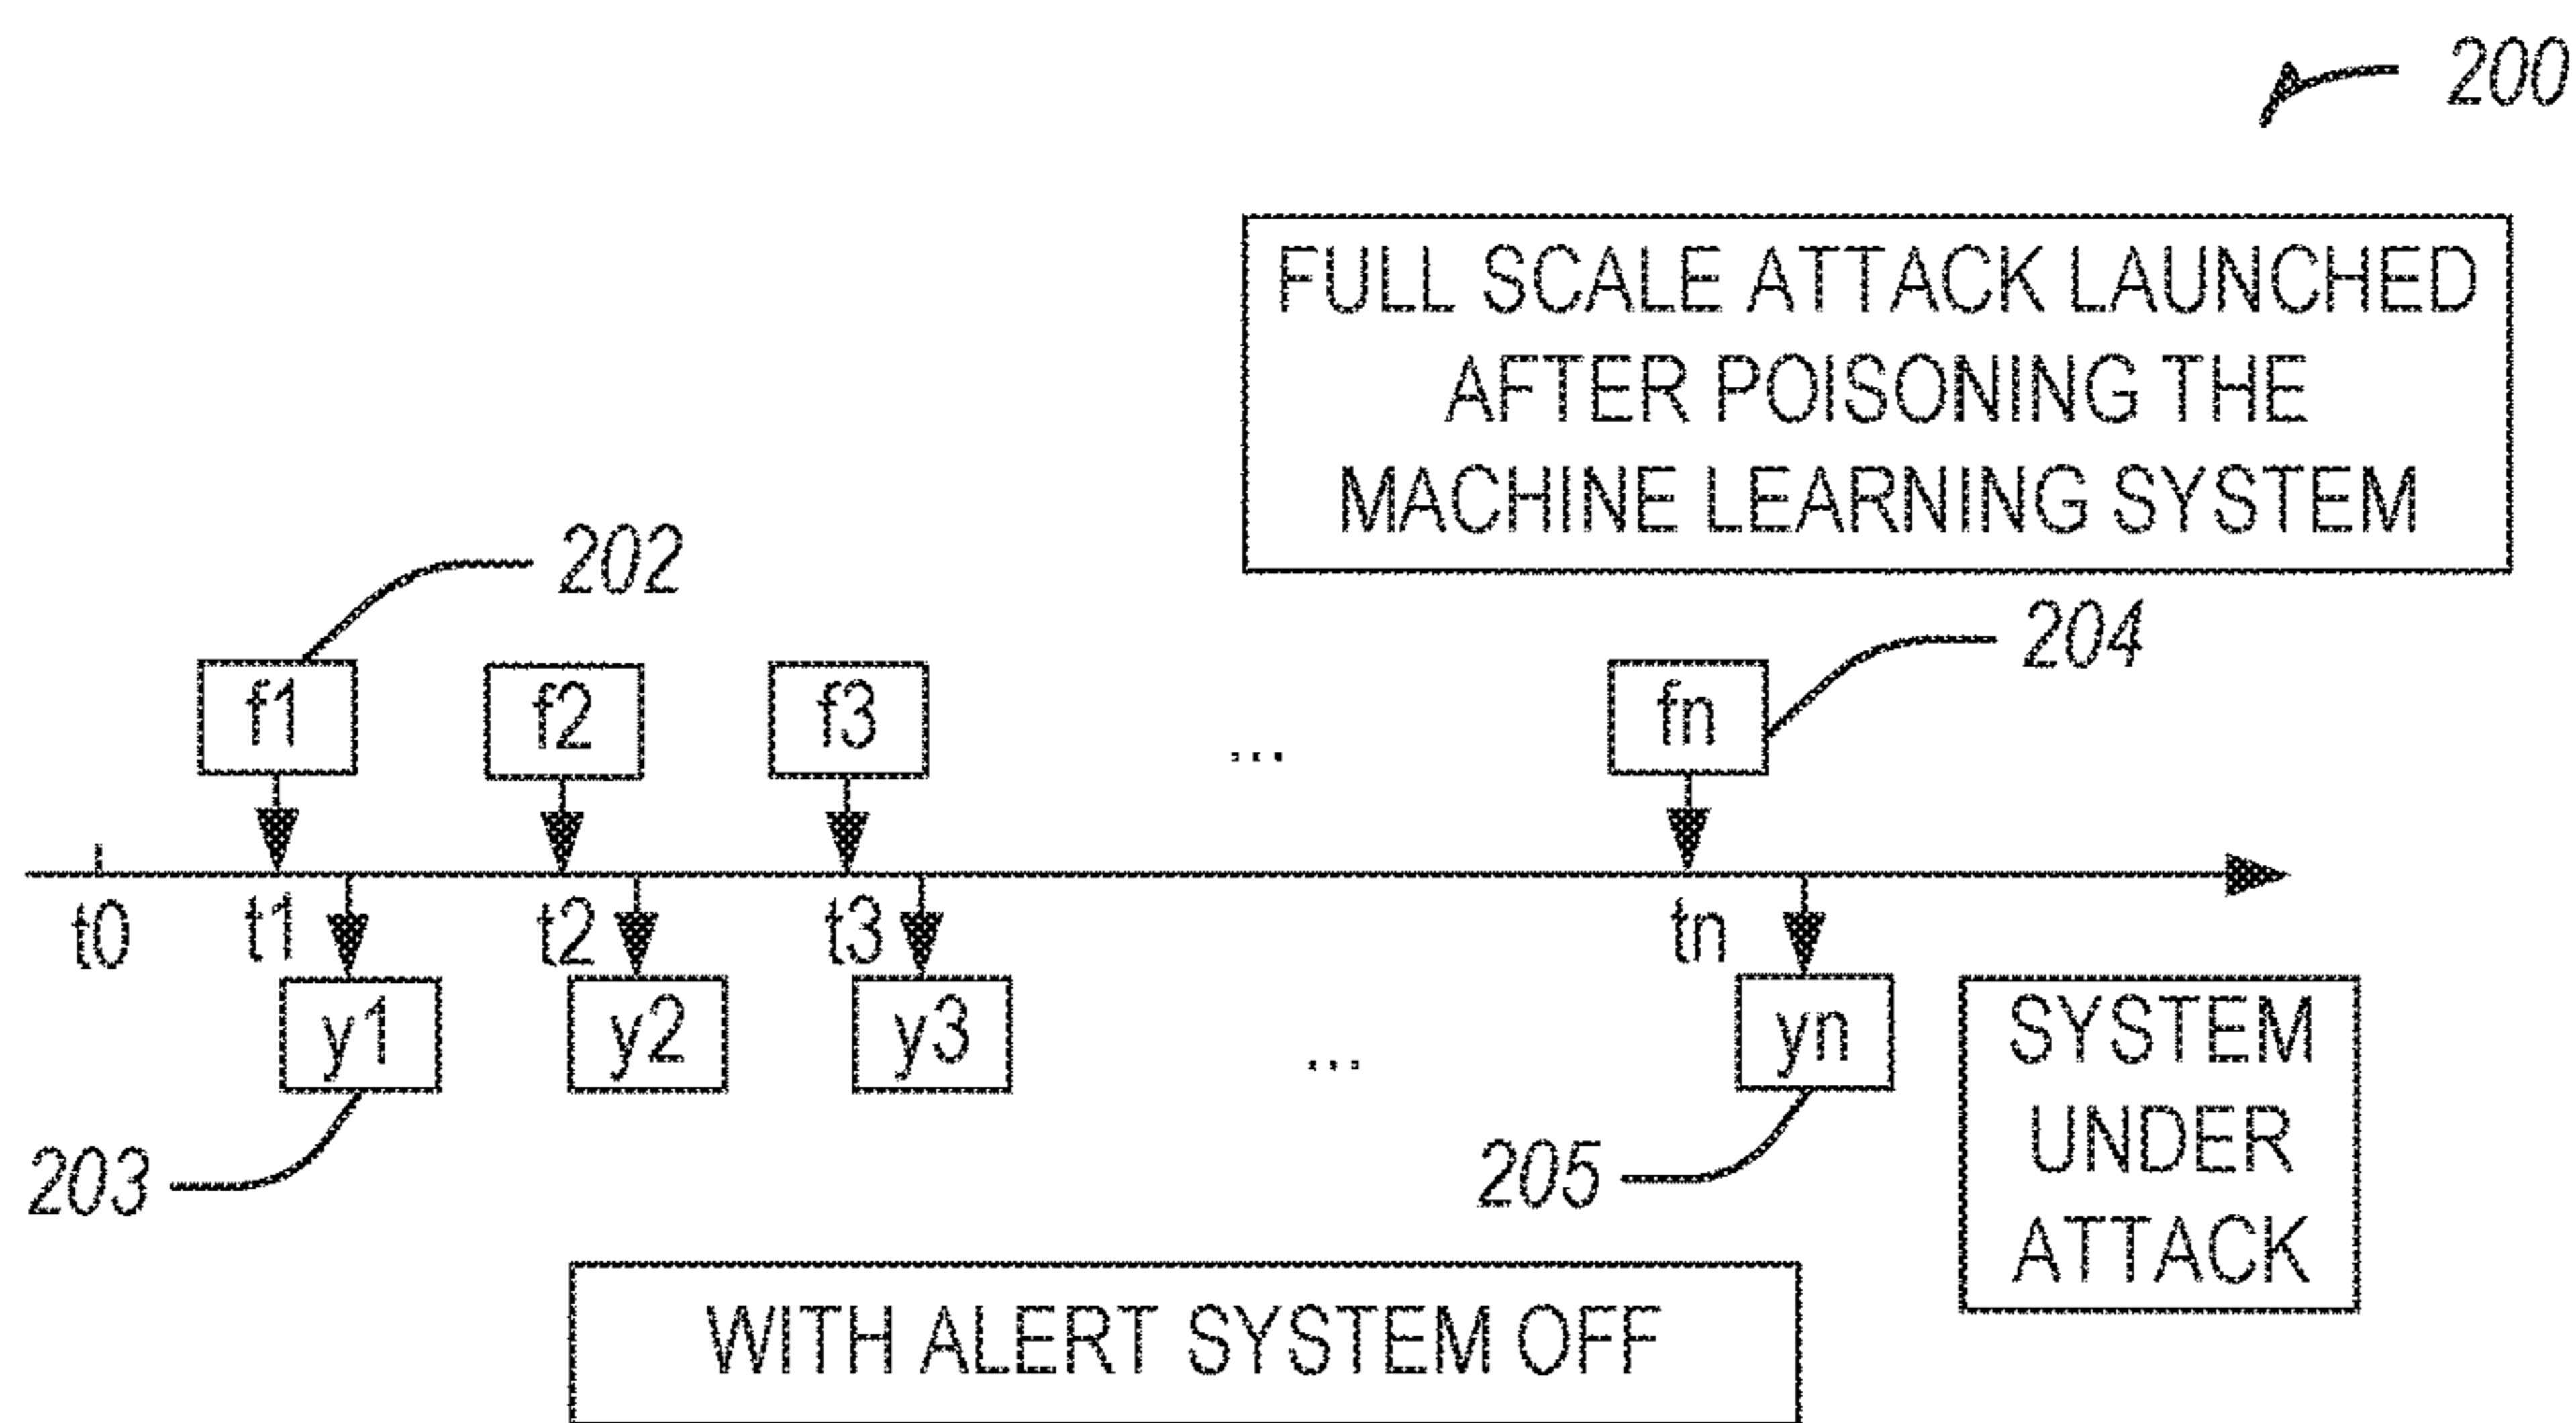 200
FULL SCALE ATTACK LAUNCHED
AFTER POISONING THE
MACHINE LEARNING SYSTEM
202
204
f1 f2 f3 ... fn
t0 t1 t2 t3 tn
y1 y2 y3 ... yn
203
205
SYSTEM
UNDER
ATTACK
WITH ALERT SYSTEM OFF